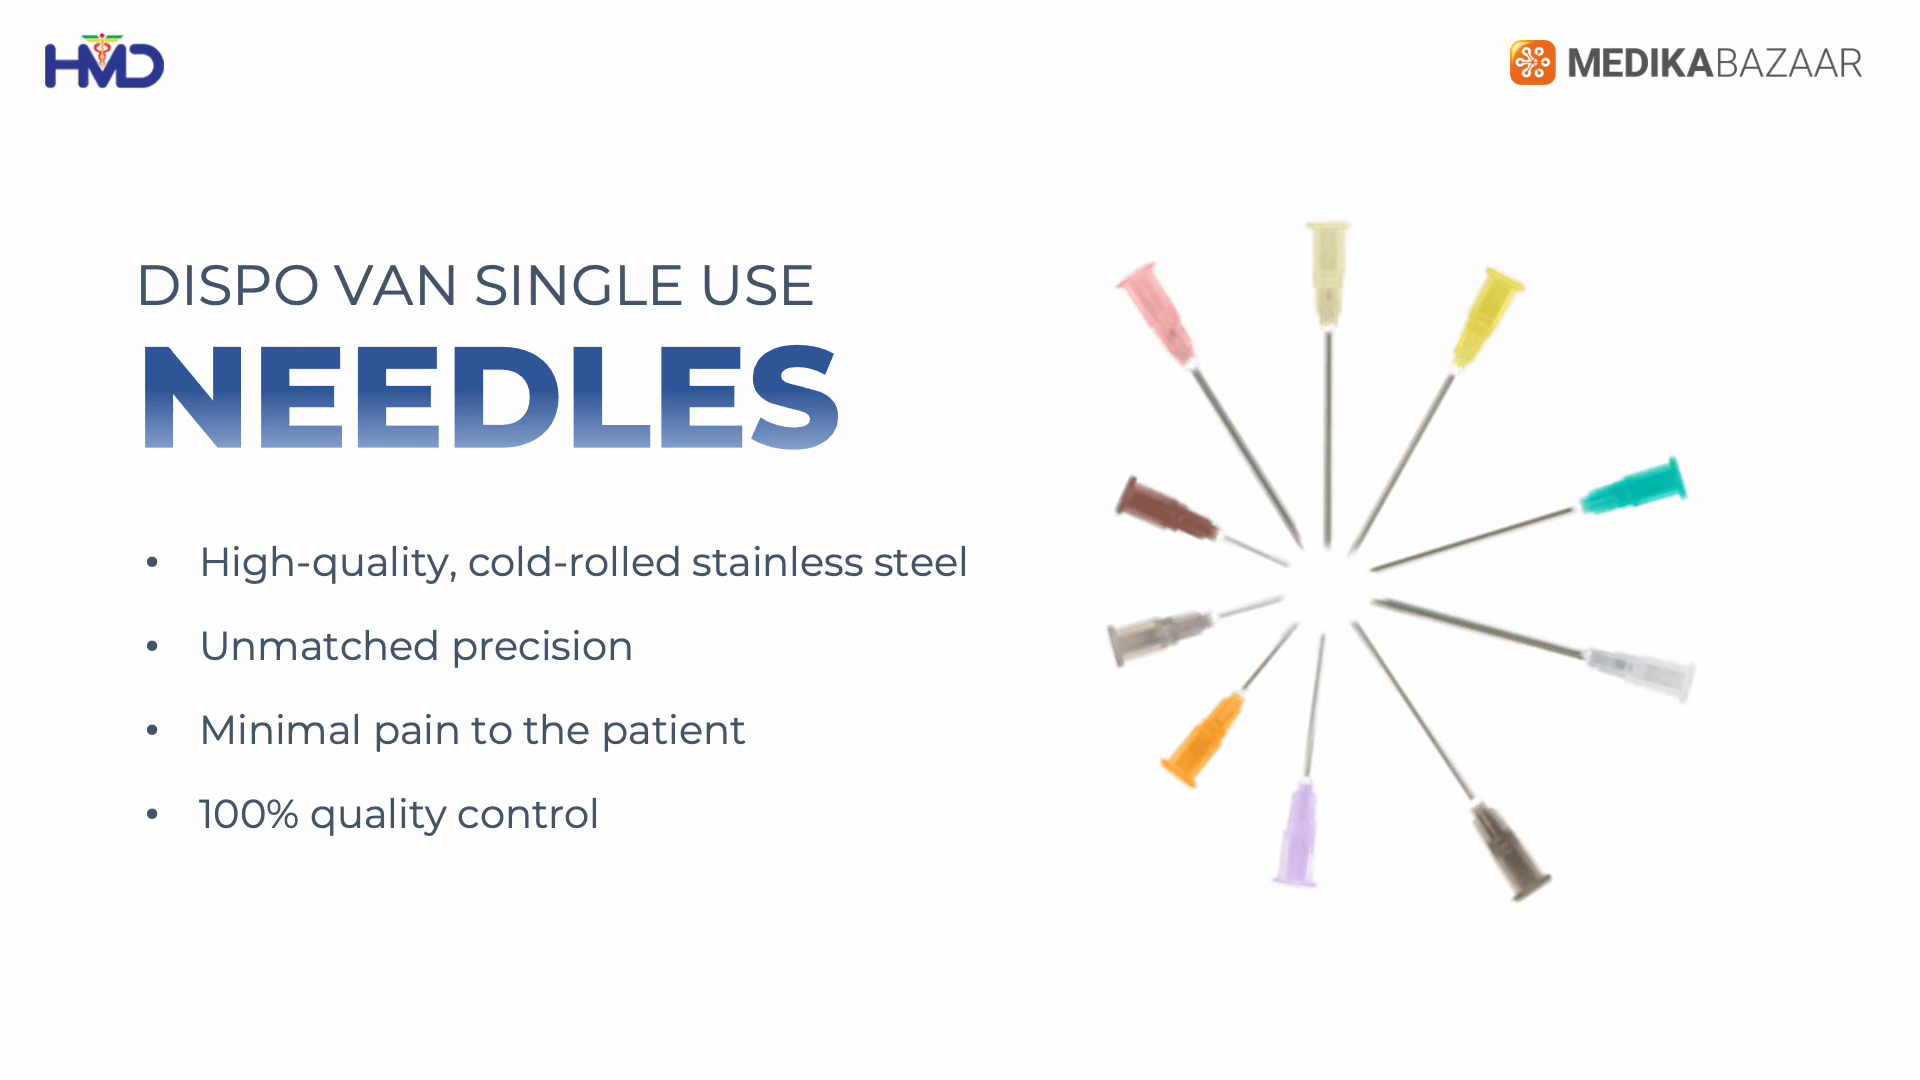 HMD
MEDIKABAZAAR
DISPO VAN SINGLE USE
NEEDLES
• High-quality, cold-rolled stainless steel
• Unmatched precision
• Minimal pain to the patient
• 100% quality control